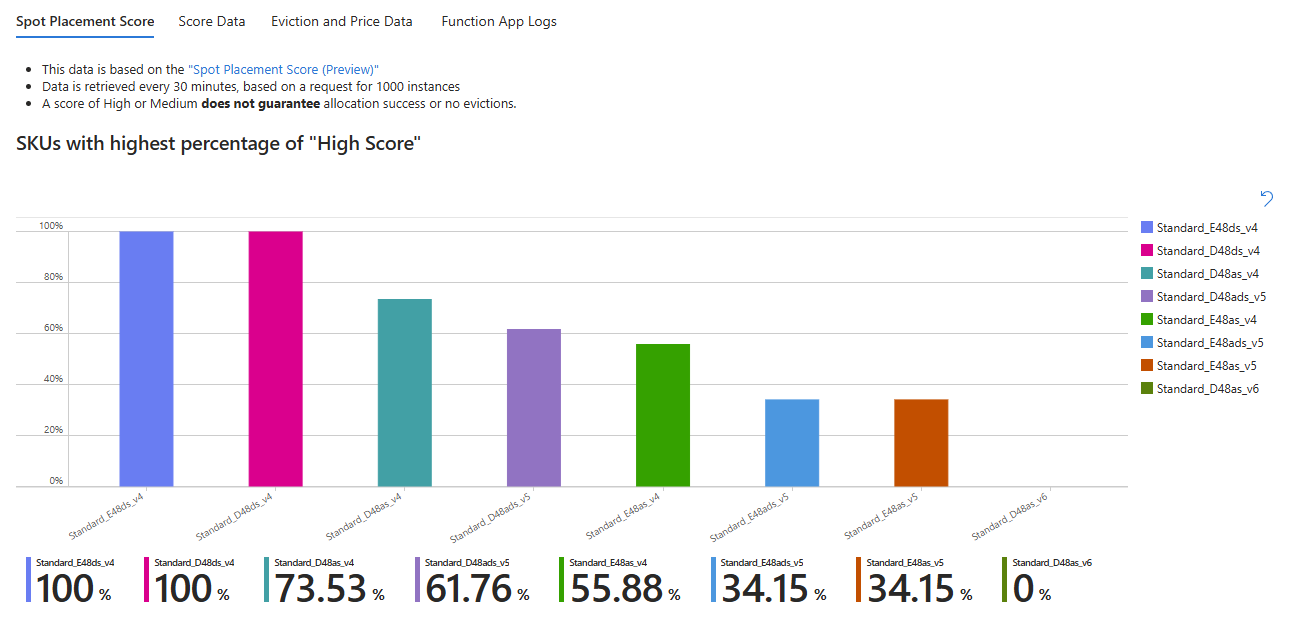 Spot Placement Score Score Data Eviction and Price Data Function App Logs
This data is based on the "Spot Placement Score (Preview)"
Data is retrieved every 30 minutes, based on a request for 1000 instances
A score of High or Medium does not guarantee allocation success or no evictions.
SKUs with highest percentage of "High Score"
100%
80%
60%
40%
20%
0%
Standard_E48ds_v4
Standard_D48ds_v4
Standard_D48as_v4
Standard_D48ads_v5
Standard_E48as_v4
Standard_E48ads_v5
Standard_E48as_v5
Standard_D48as_v6
Standard_E48ds_v4
Standard_D48ds_v4
Standard_D48as_v4
Standard_D48ads_v5
Standard_E48as_v4
Standard_E48ads_v5
Standard_E48as_v5
Standard_D48as_v6
Standard_E48ds_v4
100 %
Standard_D48ds_v4
100 %
Standard_D48as_v4
73.53 %
Standard_D48ads_v5
61.76 %
Standard_E48as_v4
55.88 %
Standard_E48ads_v5
34.15 %
Standard_E48as_v5
34.15 %
Standard_D48as_v6
0 %